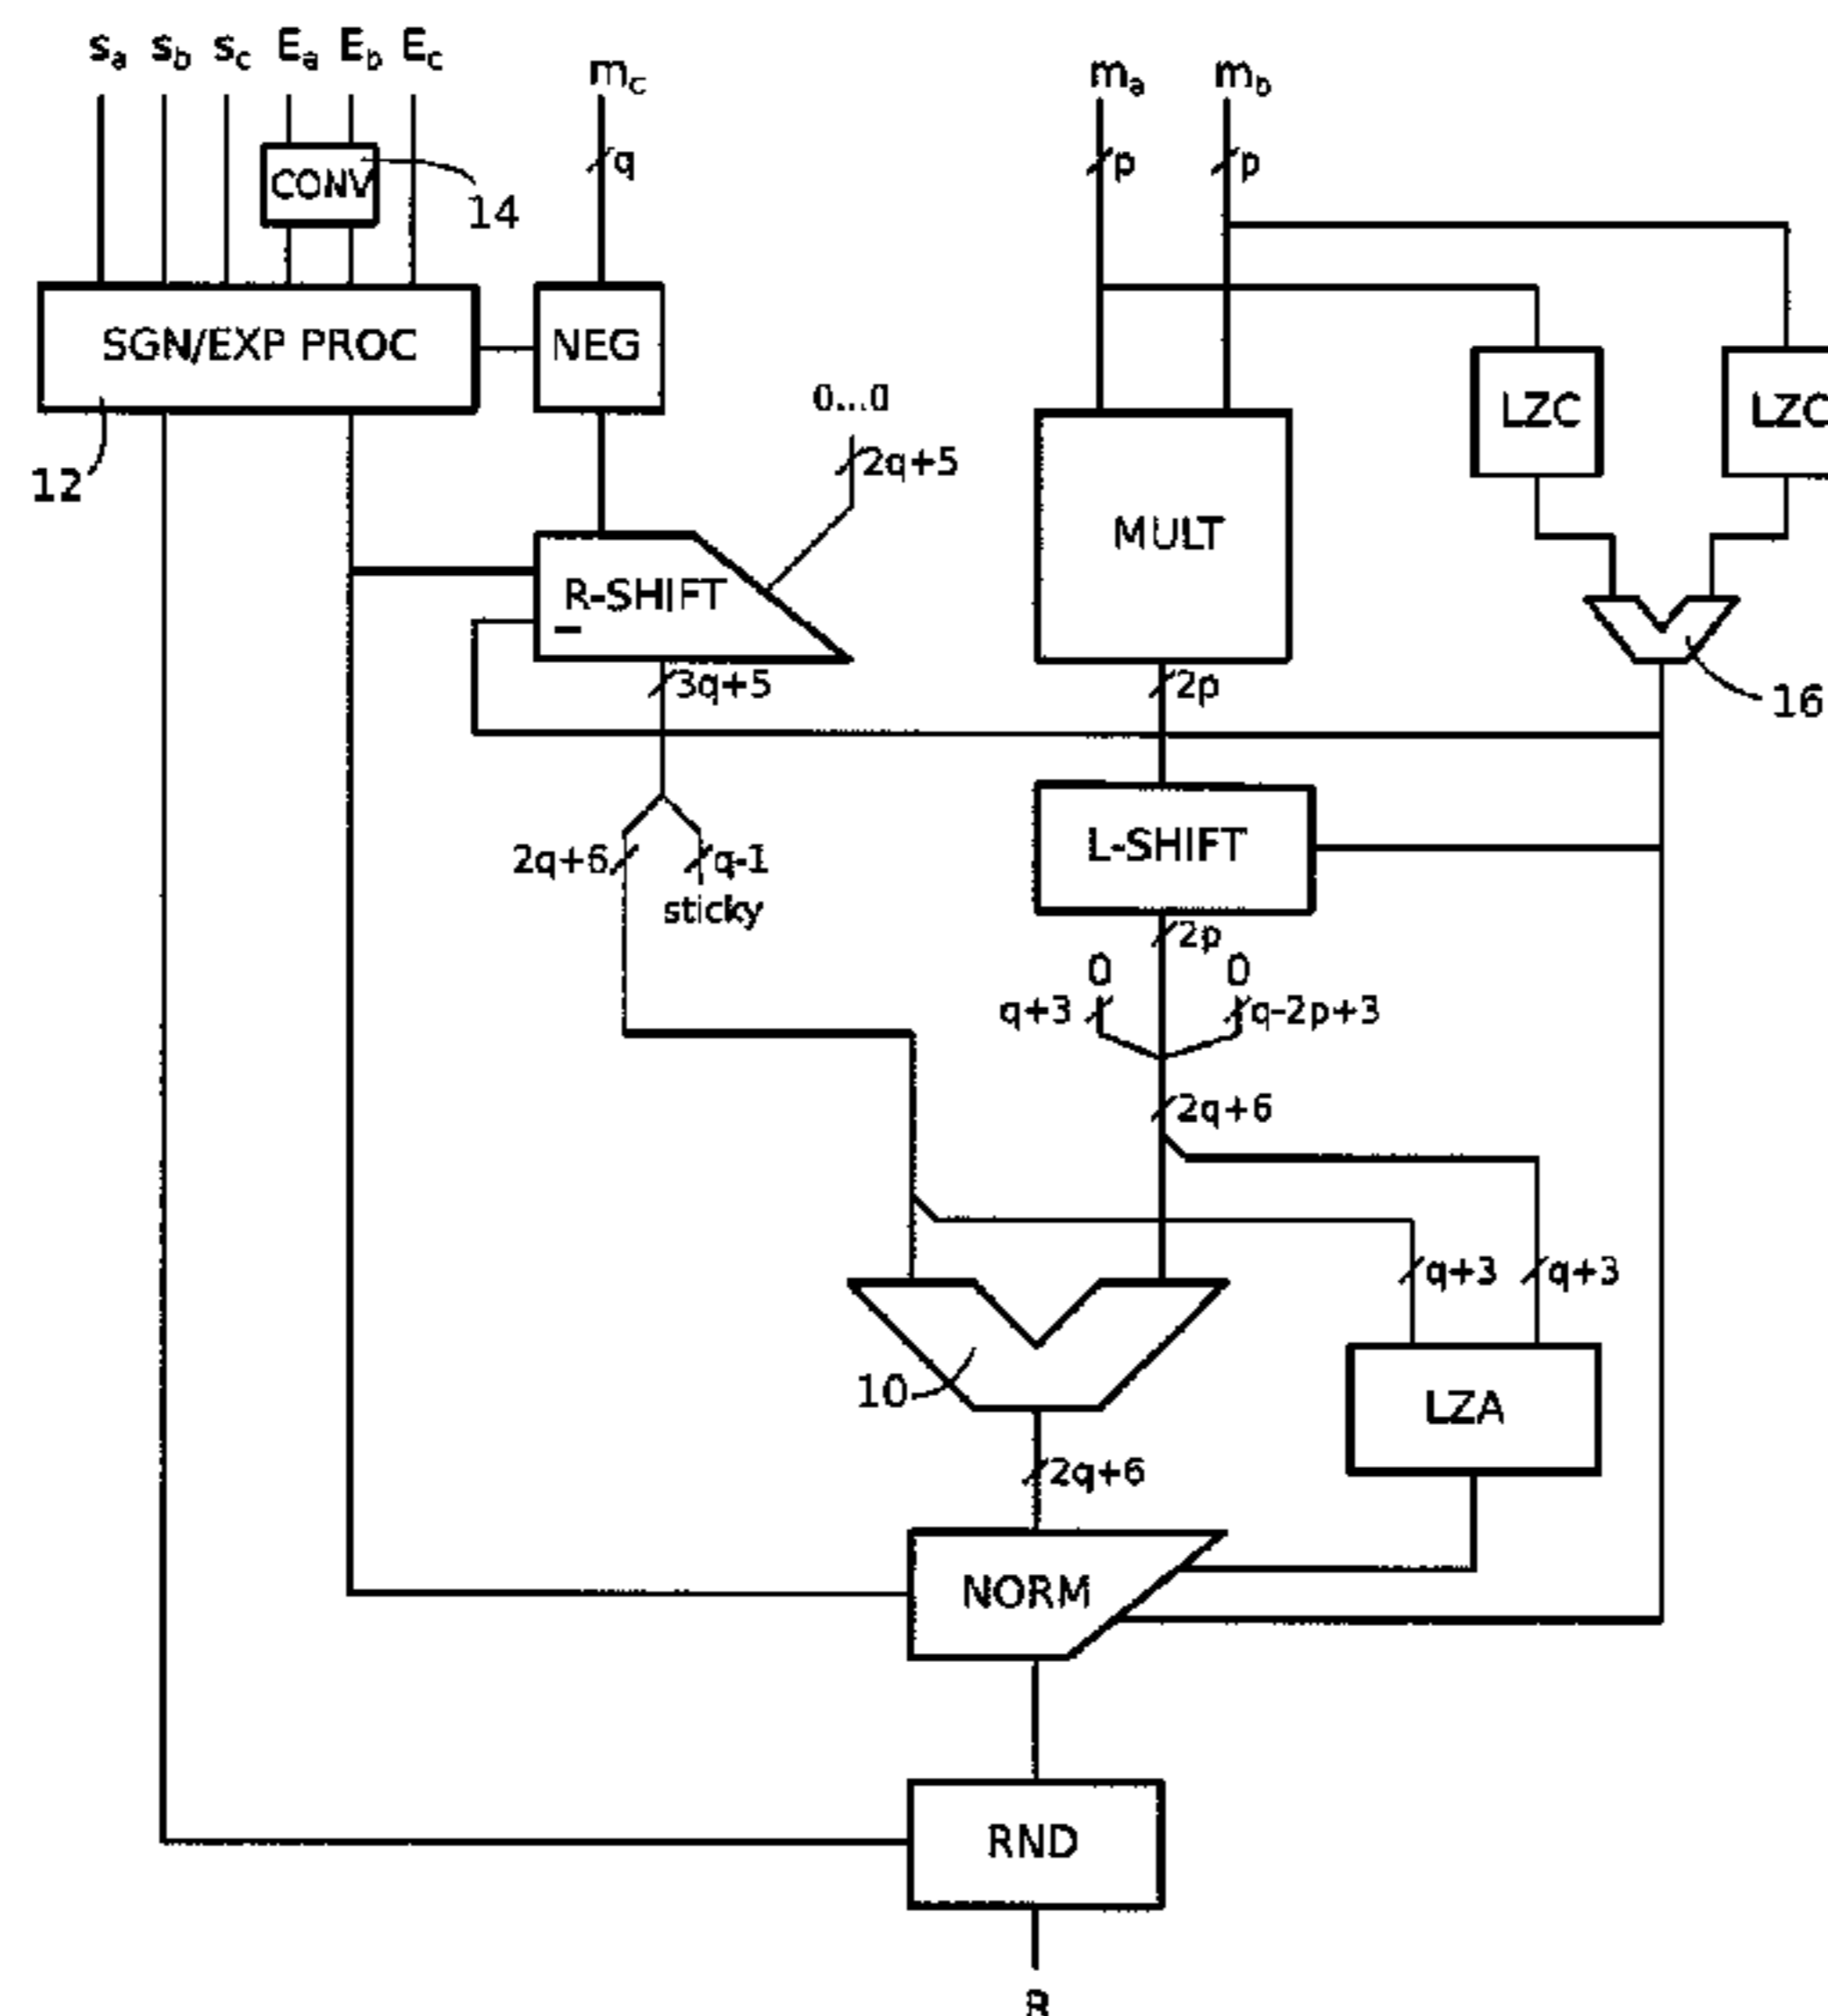 sa sb sc Ea Eb Ec
mc
ma mb
q
p
p
CONV
14
SGN/EXP PROC
NEG
12
0...0
2q+5
LZC
LZC
R-SHIFT
MULT
3q+5
2p
16
2q+6
q-1
sticky
L-SHIFT
2p
0 0
q+3
q-2p+3
2q+6
q+3
q+3
10
LZA
2q+6
NORM
RND
R